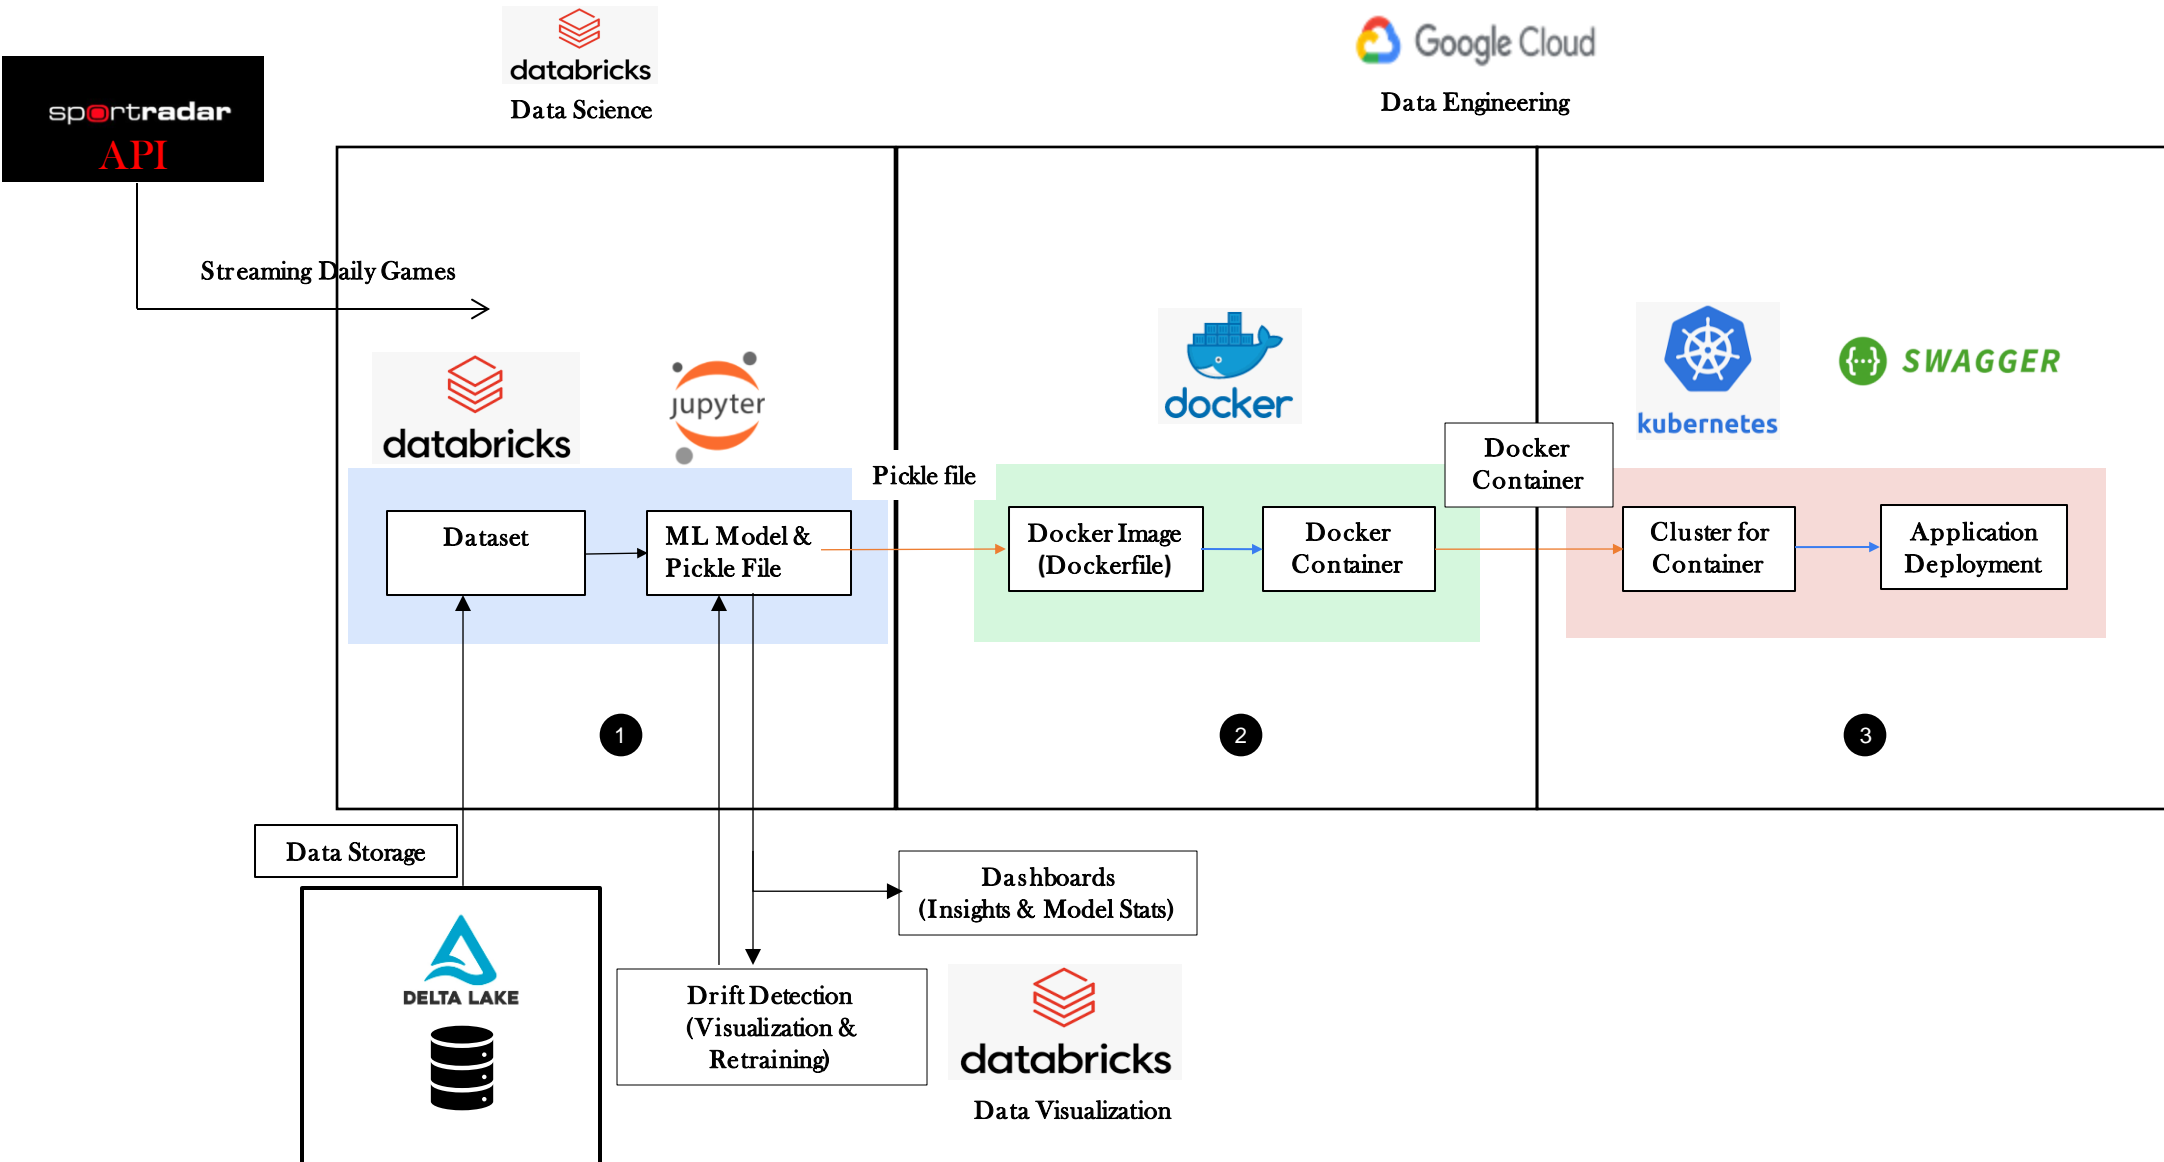 databricks
Data Science
Google Cloud
Data Engineering
sportradar
API
Streaming Daily Games
databricks
jupyter
docker
kubernetes
SWAGGER
Pickle file
Docker
Container
Dataset
ML Model &
Pickle File
Docker Image
(Dockerfile)
Docker
Container
Cluster for
Container
Application
Deployment
1
2
3
Data Storage
Dashboards
(Insights & Model Stats)
DELTA LAKE
Drift Detection
(Visualization &
Retraining)
databricks
Data Visualization